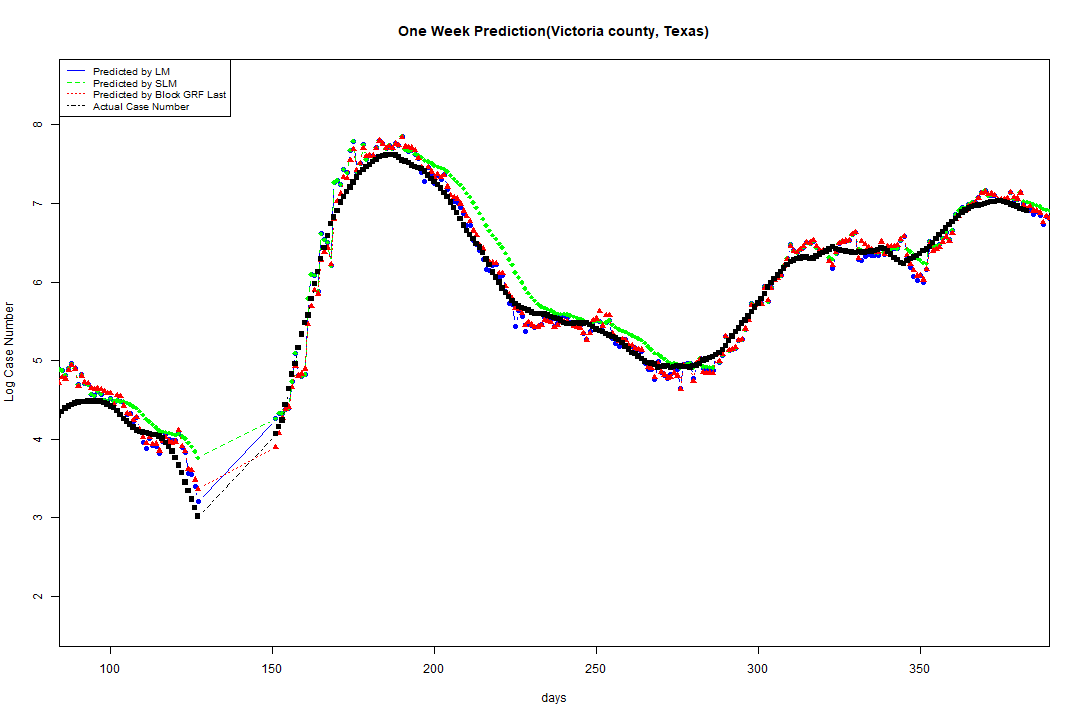 One Week Prediction(Victoria county, Texas)
Predicted by LM
Predicted by SLM
Predicted by Block GRF Last
Actual Case Number
Log Case Number
8
7
6
5
4
3
2
100 150 200 250 300 350
days